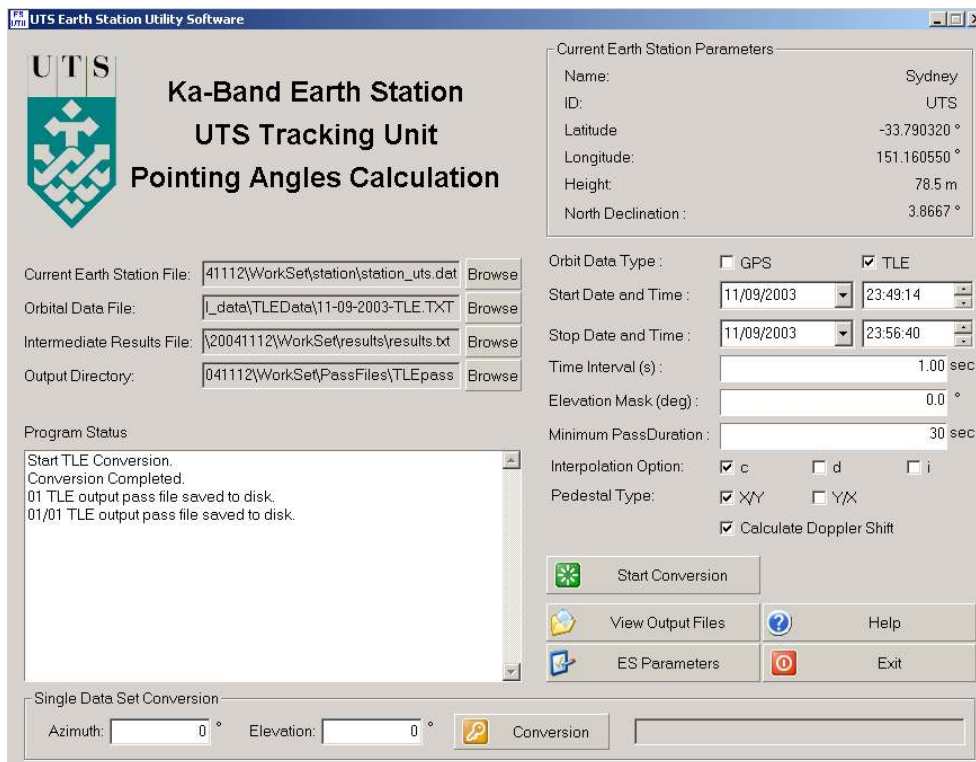 UTS Earth Station Utility Software
U T S
Ka-Band Earth Station
UTS Tracking Unit
Pointing Angles Calculation
Current Earth Station Parameters
Name: Sydney
ID: UTS
Latitude -33.790320 °
Longitude: 151.160550 °
Height: 78.5 m
North Declination : 3.8667 °
Current Earth Station File: 41112\WorkSet\station\station_uts.dat Browse
Orbital Data File: l_data\TLEData\11-09-2003-TLE.TXT Browse
Intermediate Results File: \20041112\WorkSet\results\results.txt Browse
Output Directory: 041112\WorkSet\PassFiles\TLEpass Browse
Orbit Data Type : GPS TLE
Start Date and Time : 11/09/2003 23:49:14
Stop Date and Time : 11/09/2003 23:56:40
Time Interval (s) : 1.00 sec
Elevation Mask (deg) : 0.0 °
Minimum PassDuration : 30 sec
Interpolation Option: c d i
Pedestal Type: X/Y Y/X
Calculate Doppler Shift
Program Status
Start TLE Conversion.
Conversion Completed.
01 TLE output pass file saved to disk.
01/01 TLE output pass file saved to disk.
Start Conversion
View Output Files Help
ES Parameters Exit
Single Data Set Conversion
Azimuth: 0 ° Elevation: 0 ° Conversion